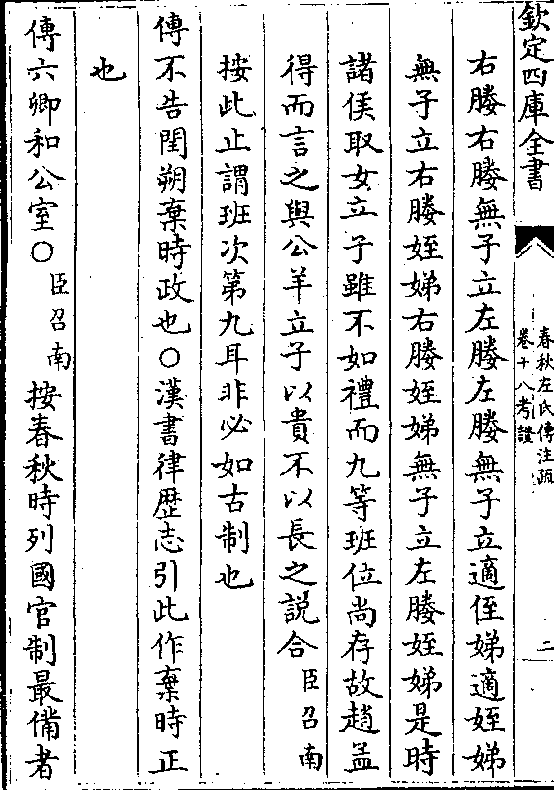 欽定四庫全書
春秋左氏傳注疏
卷十八考證
二
右媵右媵無子立左媵左媵無子立適侄娣適姪娣
無子立右媵姪娣右媵姪娣無子立左媵姪娣是時
諸侯取女立子雖不如禮而九等班位尚存故趙孟
得而言之與公羊立子以貴不以長之説合臣召南
按此止謂班次第九耳非必如古制也
傳不告閏朔棄時政也○漢書律歴志引此作棄時正
也
傳六卿和公室○臣召南按春秋時列國官制最備者